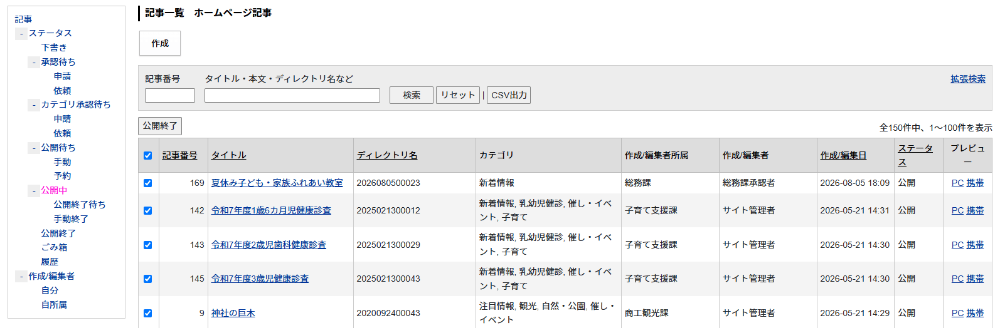 記事
- ステータス
下書き
- 承認待ち
申請
依頼
- カテゴリ承認待ち
申請
依頼
- 公開待ち
手動
予約
- 公開中
公開終了待ち
手動終了
公開終了
ごみ箱
履歴
- 作成/編集者
自分
自所属
記事一覧　ホームページ記事
作成
記事番号 タイトル・本文・ディレクトリ名など 拡張検索
検索 リセット | CSV出力
公開終了 全150件中、1～100件を表示
記事番号 タイトル ディレクトリ名 カテゴリ 作成/編集者所属 作成/編集者 作成/編集日 ステータ
ス プレビュ
ー
169 夏休み子ども・家族ふれあい教室 2026080500023 新着情報 総務課 総務課承認者 2026-08-05 18:09 公開 PC 携帯
142 令和7年度1歳6カ月児健康診査 2025021300012 新着情報, 乳幼児健診, 催し・イベ
ント, 子育て 子育て支援課 サイト管理者 2026-05-21 14:31 公開 PC 携帯
143 令和7年度2歳児歯科健康診査 2025021300029 新着情報, 乳幼児健診, 催し・イベ
ント, 子育て 子育て支援課 サイト管理者 2026-05-21 14:30 公開 PC 携帯
145 令和7年度3歳児健康診査 2025021300043 新着情報, 乳幼児健診, 催し・イベ
ント, 子育て 子育て支援課 サイト管理者 2026-05-21 14:30 公開 PC 携帯
9 神社の巨木 2020092400043 注目情報, 観光, 自然・公園, 催し・
イベント 商工観光課 サイト管理者 2026-05-21 14:29 公開 PC 携帯